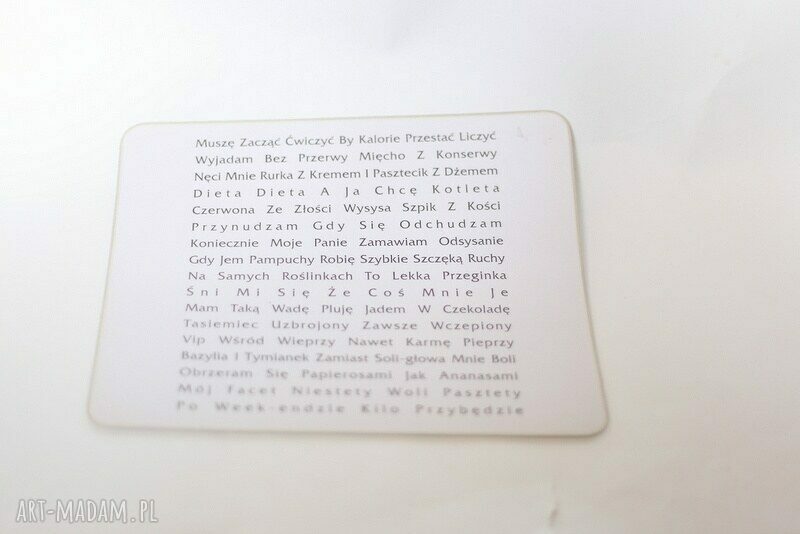 Muszę Zacząć Ćwiczyć By Kalorie Przestać Liczyć
Wyjadam Bez Przerwy Mięcho Z Konserwy
Nęci Mnie Rurka Z Kremem I Pasztecik Z Dżemem
Dieta Dieta A Ja Chcę Kotleta
Czerwona Ze Złości Wysysa Szpik Z Kości
Przynudzam Gdy Się Odchudzam
Koniecznie Moje Panie Zamawiam Odsysanie
Gdy Jem Pampuchy Robię Szybkie Szczęką Ruchy
Na Samych Roślinkach To Lekka Przeginka
Śni Mi Się Że Coś Mnie Je
Mam Taką Wadę Pluję Jadem W Czekoladę
Tasiemiec Uzbrojony Zawsze Wczepiony
Vip Wśród Wieprzy Nawet Karmę Pieprzy
Bazylia I Tymianek Zamiast Soli-głowa Mnie Boli
Obżeram Się Papierosami Jak Ananasami
Mój Facet Niestety Woli Pasztety
Po Week-endzie Kilo Przybędzie
ART-MADAM.PL